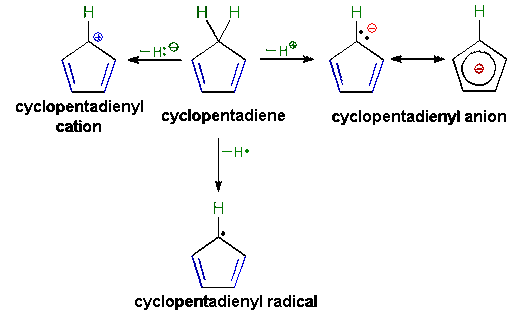 H H H H H
⊕ − H:⊖ − H⊕ ⊖ ⊖
cyclopentadienyl cation
cyclopentadiene
cyclopentadienyl anion
− H•
H
cyclopentadienyl radical